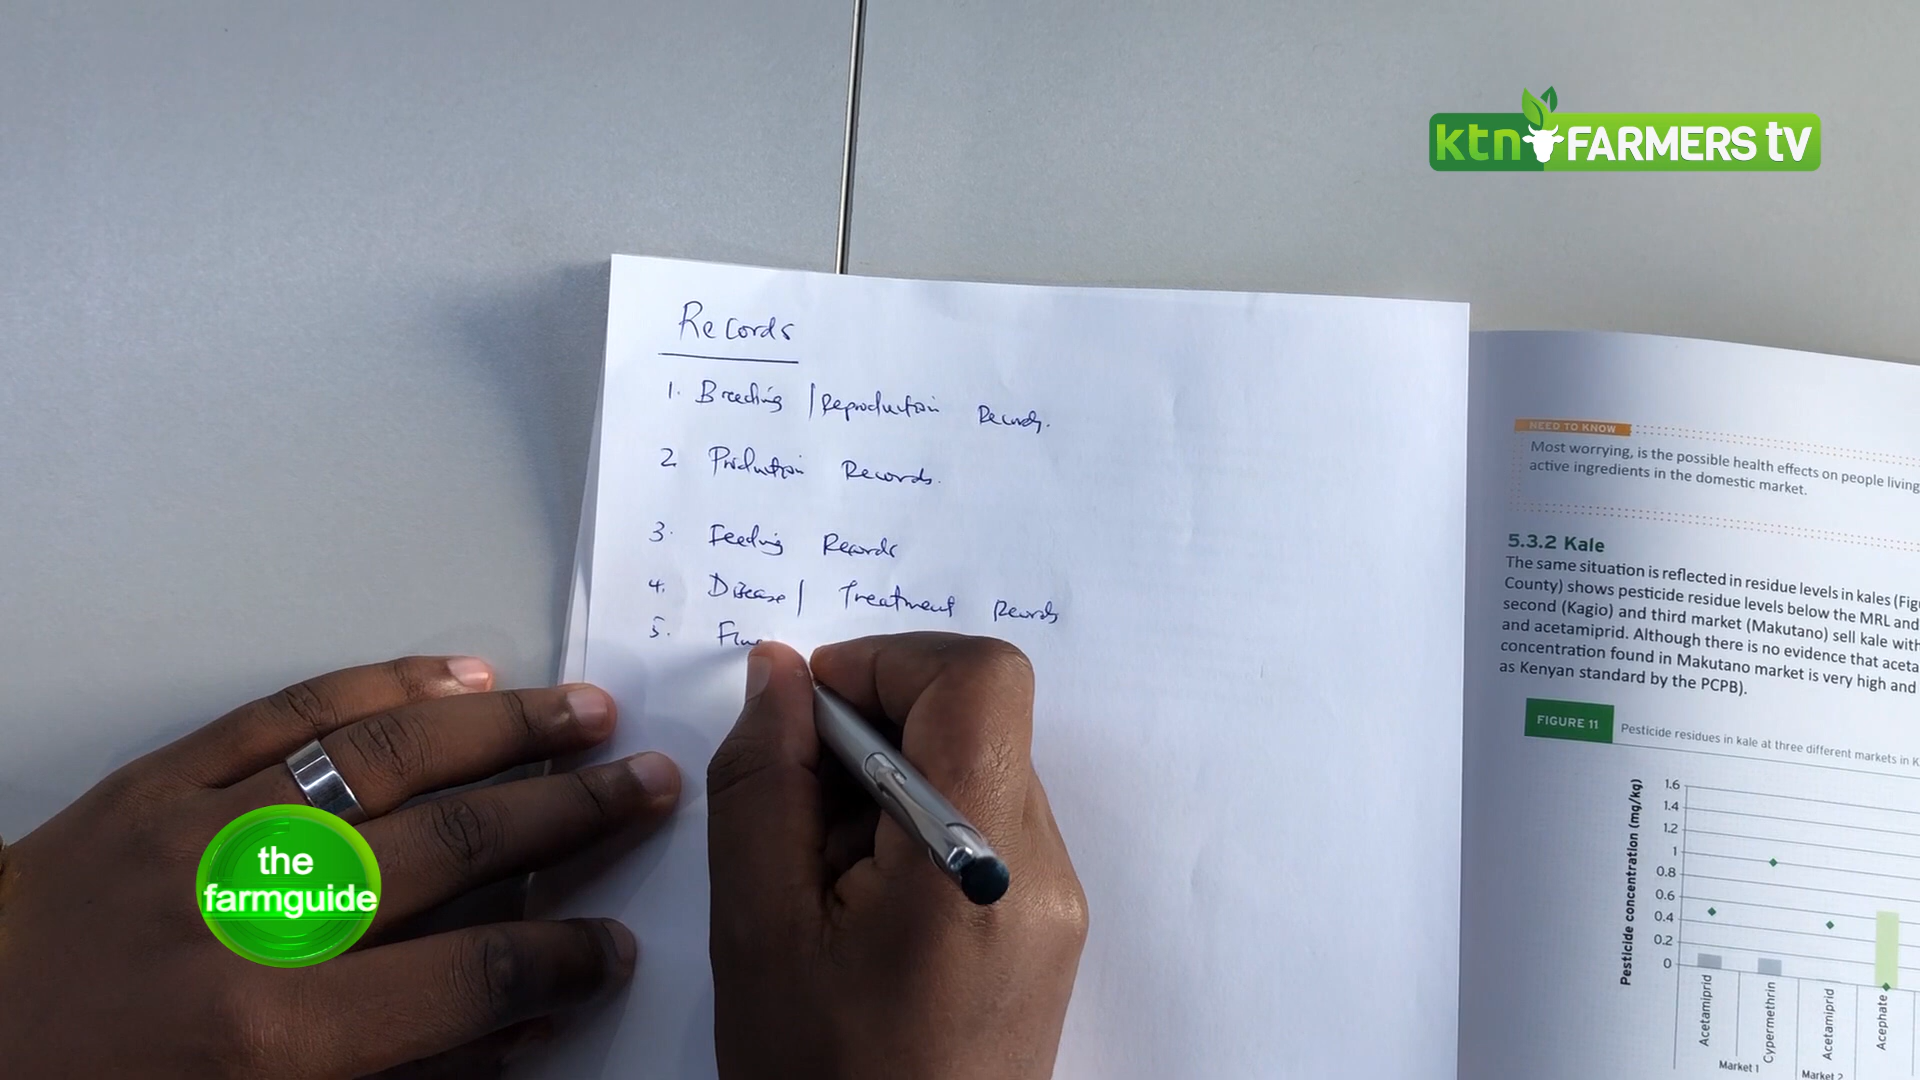 ktn FARMERS tv
Records
1. Breeding / Reproduction Records.
2 Production Records.
3. Feeding Records
4. Disease / Treatment Records
5.
NEED TO KNOW
Most worrying, is the possible health effects on people living
active ingredients in the domestic market.
5.3.2 Kale
The same situation is reflected in residue levels in kales (Figu
County) shows pesticide residue levels below the MRL and
second (Kagio) and third market (Makutano) sell kale with
and acetamiprid. Although there is no evidence that aceta
concentration found in Makutano market is very high and
as Kenyan standard by the PCPB).
FIGURE 11 Pesticide residues in kale at three different markets in K
Pesticide concentration (mg/kg)
1.6
1.4
1.2
1
0.8
0.6
0.4
0.2
0
Acetamiprid
Cypermethrin
Acetamiprid
Acephate
Market 1
Market 2
the
farmguide